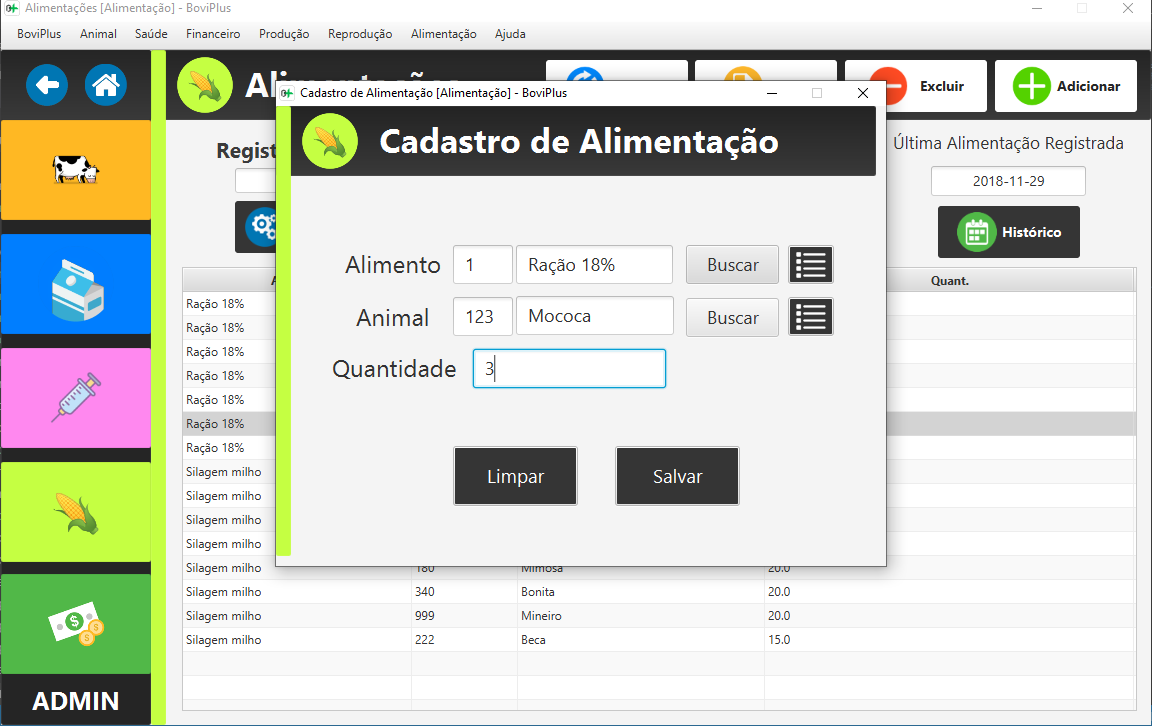 Alimentações [Alimentação] - BoviPlus
BoviPlus Animal Saúde Financeiro Produção Reprodução Alimentação Ajuda
Excluir
Adicionar
Cadastro de Alimentação [Alimentação] - BoviPlus
Cadastro de Alimentação
Regist
Última Alimentação Registrada
2018-11-29
Histórico
Alimento 1 Ração 18% Buscar
Animal 123 Mococa Buscar
Quantidade 3
Limpar Salvar
Quant.
Ração 18%
Ração 18%
Ração 18%
Ração 18%
Ração 18%
Ração 18%
Ração 18%
Silagem milho
Silagem milho
Silagem milho
Silagem milho
Silagem milho 180 Mimosa 20.0
Silagem milho 340 Bonita 20.0
Silagem milho 999 Mineiro 20.0
Silagem milho 222 Beca 15.0
ADMIN